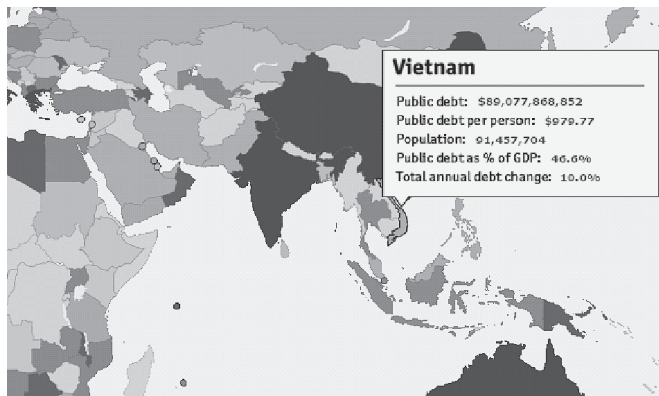 Vietnam
Public debt: $89,077,868,852
Public debt per person: $979.77
Population: 91,457,704
Public debt as % of GDP: 46.6%
Total annual debt change: 10.0%